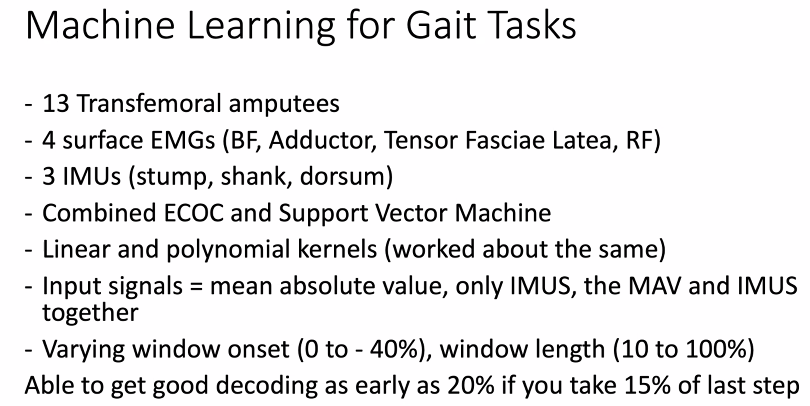 Machine Learning for Gait Tasks
- 13 Transfemoral amputees
- 4 surface EMGs (BF, Adductor, Tensor Fasciae Latea, RF)
- 3 IMUs (stump, shank, dorsum)
- Combined ECOC and Support Vector Machine
- Linear and polynomial kernels (worked about the same)
- Input signals = mean absolute value, only IMUS, the MAV and IMUS
together
- Varying window onset (0 to - 40%), window length (10 to 100%)
Able to get good decoding as early as 20% if you take 15% of last step